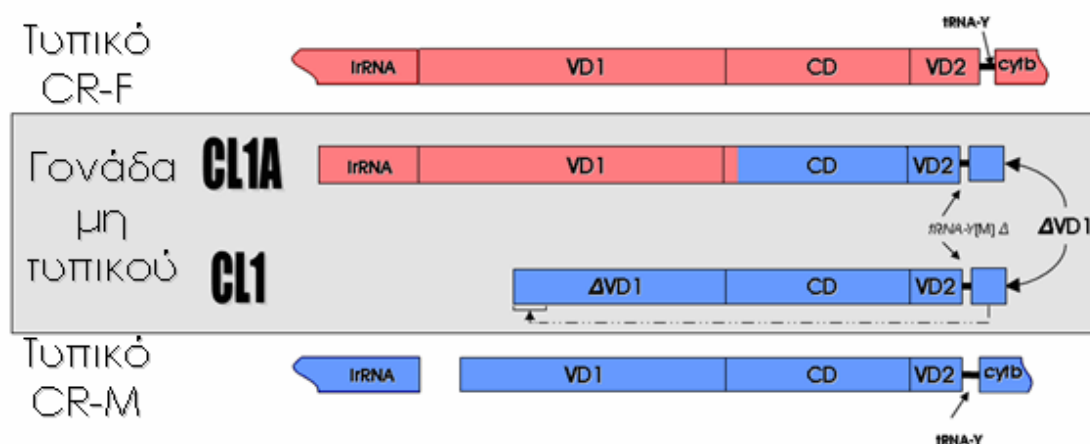 Τυπικό
CR-F
tRNA-Y
lrRNA VD1 CD VD2 cytb
Γονάδα
μη
τυπικού
CL1A
lrRNA VD1 CD VD2
tRNA-Y[M] Δ
ΔVD1
CL1
ΔVD1 CD VD2
Τυπικό
CR-M
lrRNA VD1 CD VD2 cytb
tRNA-Y